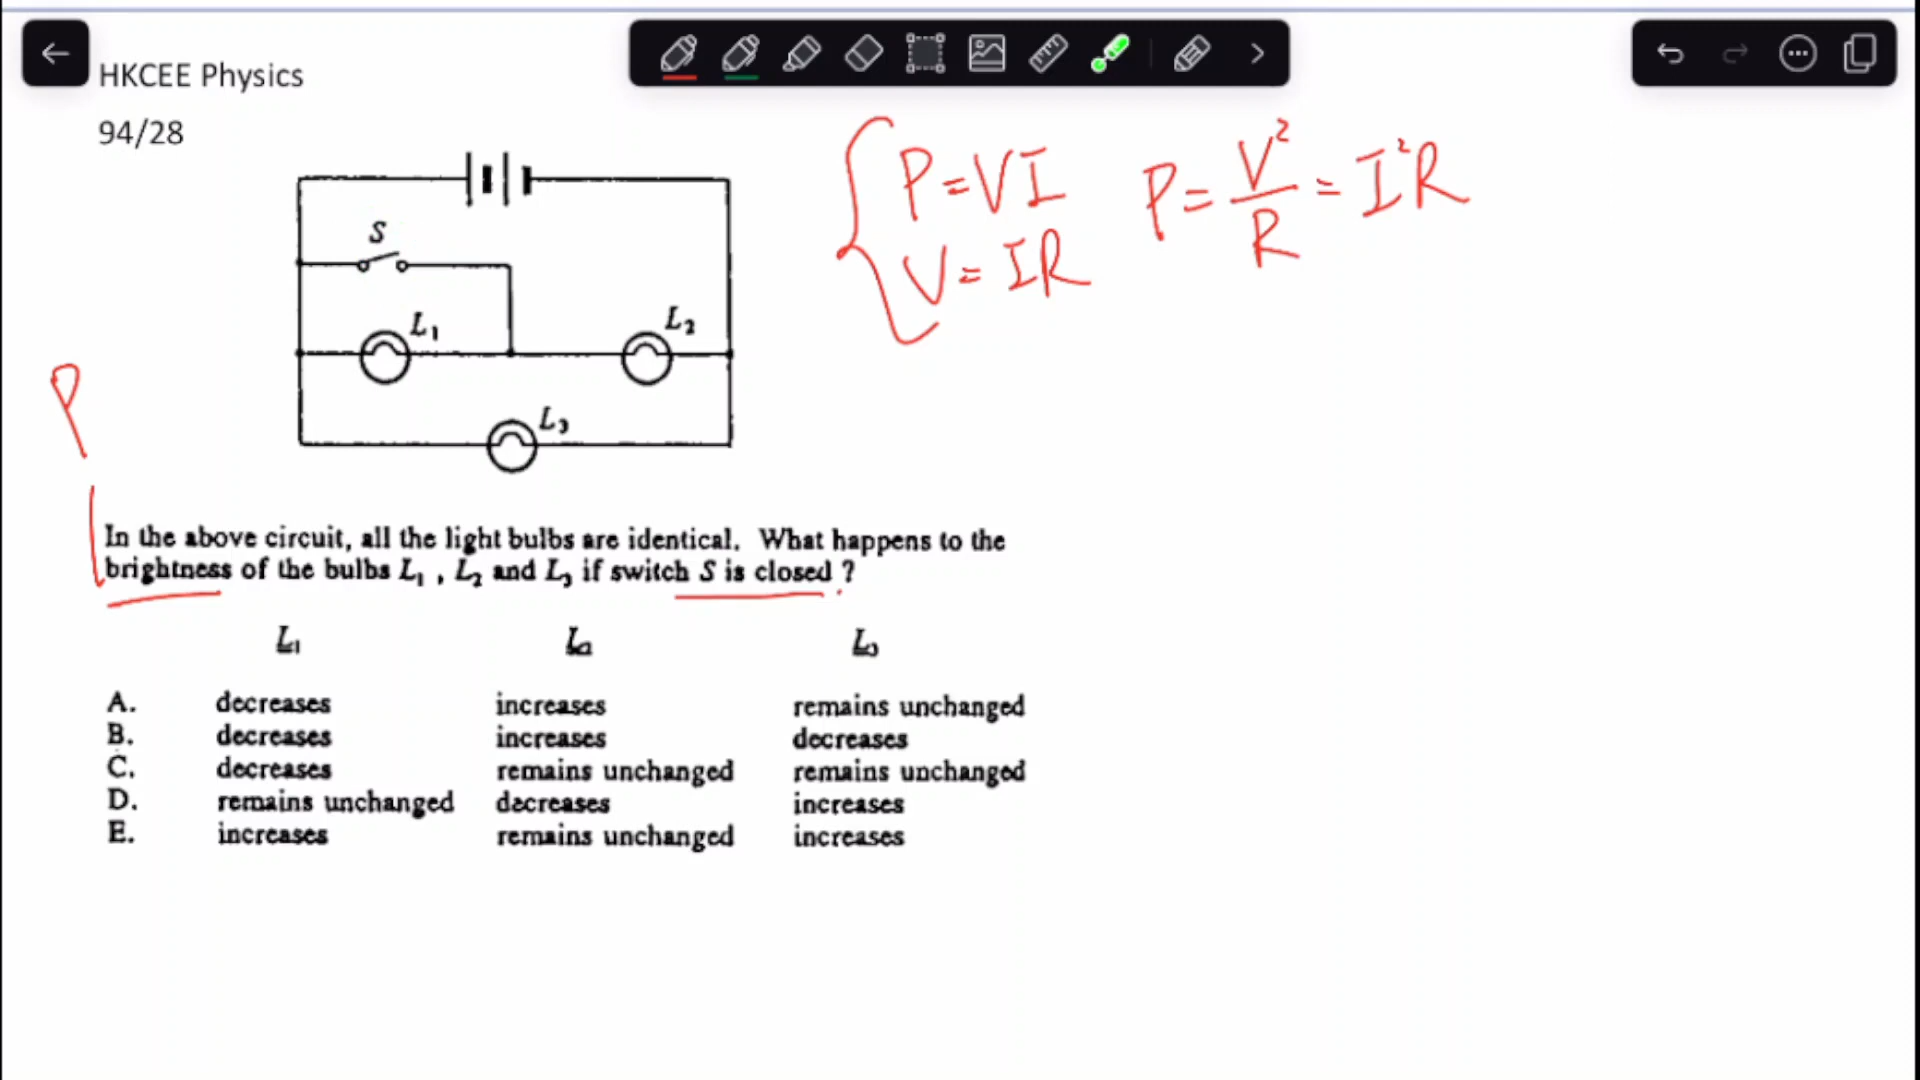 HKCEE Physics
94/28
P = VI
V = IR
P = V²/R = I²R
S
L₁
L₂
L₃
P
In the above circuit, all the light bulbs are identical. What happens to the
brightness of the bulbs L₁ , L₂ and L₃ if switch S is closed ?
L₁ L₂ L₃
A. decreases increases remains unchanged
B. decreases increases decreases
C. decreases remains unchanged remains unchanged
D. remains unchanged decreases increases
E. increases remains unchanged increases